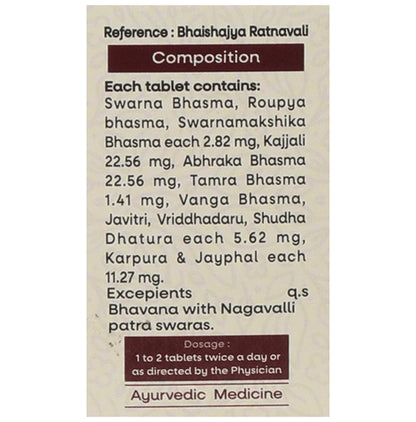 Reference : Bhaishajya Ratnavali
Composition
Each tablet contains:
Swarna Bhasma, Roupya
bhasma, Swarnamakshika
Bhasma each 2.82 mg, Kajjali
22.56 mg, Abhraka Bhasma
22.56 mg, Tamra Bhasma
1.41 mg, Vanga Bhasma,
Javitri, Vriddhadaru, Shudha
Dhatura each 5.62 mg,
Karpura & Jayphal each
11.27 mg.
Excepients q.s
Bhavana with Nagavalli
patra swaras.
Dosage :
1 to 2 tablets twice a day or
as directed by the Physician
Ayurvedic Medicine